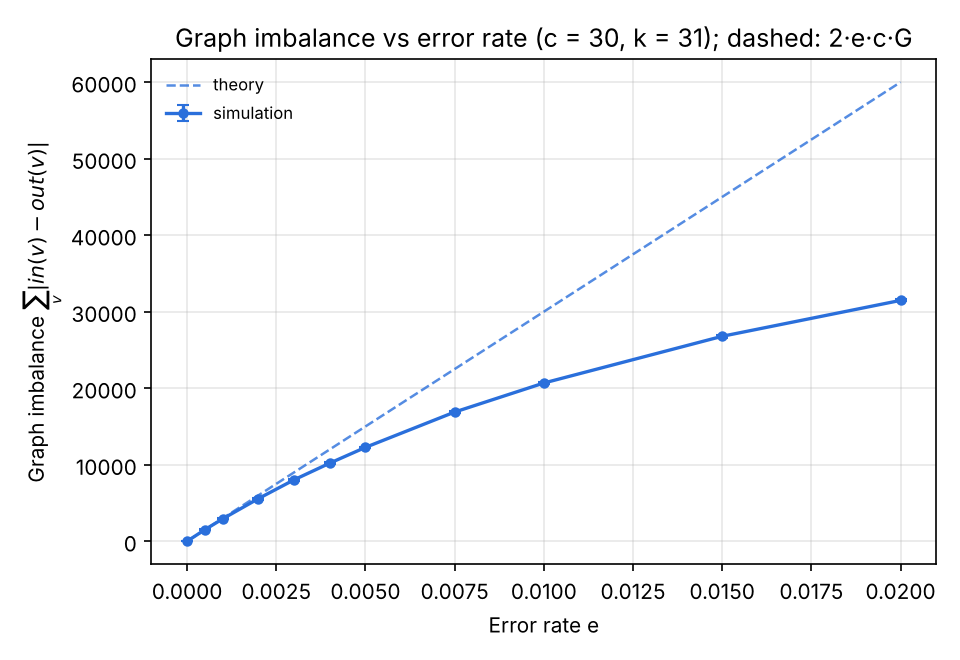 Graph imbalance vs error rate (c = 30, k = 31); dashed: 2·e·c·G
theory
simulation
Graph imbalance ∑_v |in(v) − out(v)|
60000
50000
40000
30000
20000
10000
0
0.0000 0.0025 0.0050 0.0075 0.0100 0.0125 0.0150 0.0175 0.0200
Error rate e